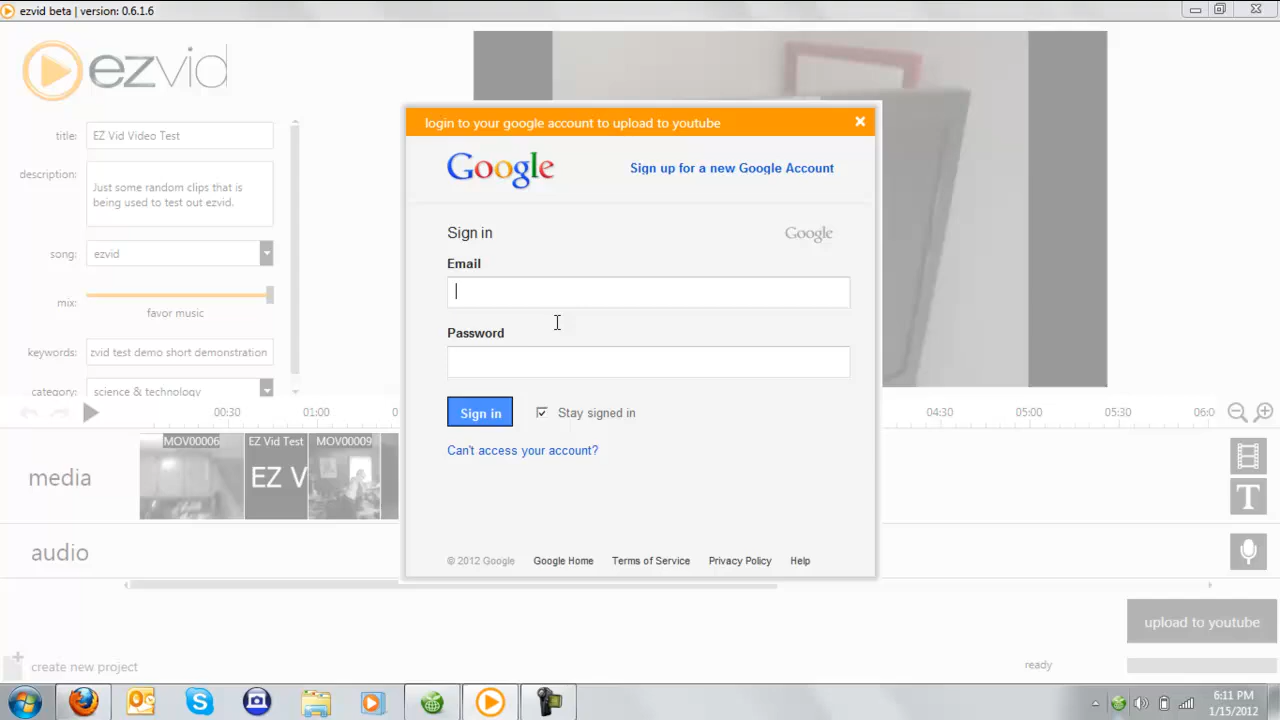 ezvid beta | version: 0.6.1.6
ezvid
title: EZ Vid Video Test
description: Just some random clips that is
being used to test out ezvid.
song: ezvid
mix:
favor music
keywords: zvid test demo short demonstration
category: science & technology
login to your google account to upload to youtube
Google
Sign up for a new Google Account
Sign in
Google
Email
Password
Sign in
Stay signed in
Can't access your account?
© 2012 Google Google Home Terms of Service Privacy Policy Help
00:30 01:00 0 04:30 05:00 05:30 06:0
media
MOV00006 EZ Vid Test MOV00009
EZ V
T
audio
upload to youtube
create new project
ready
6:11 PM
1/15/2012